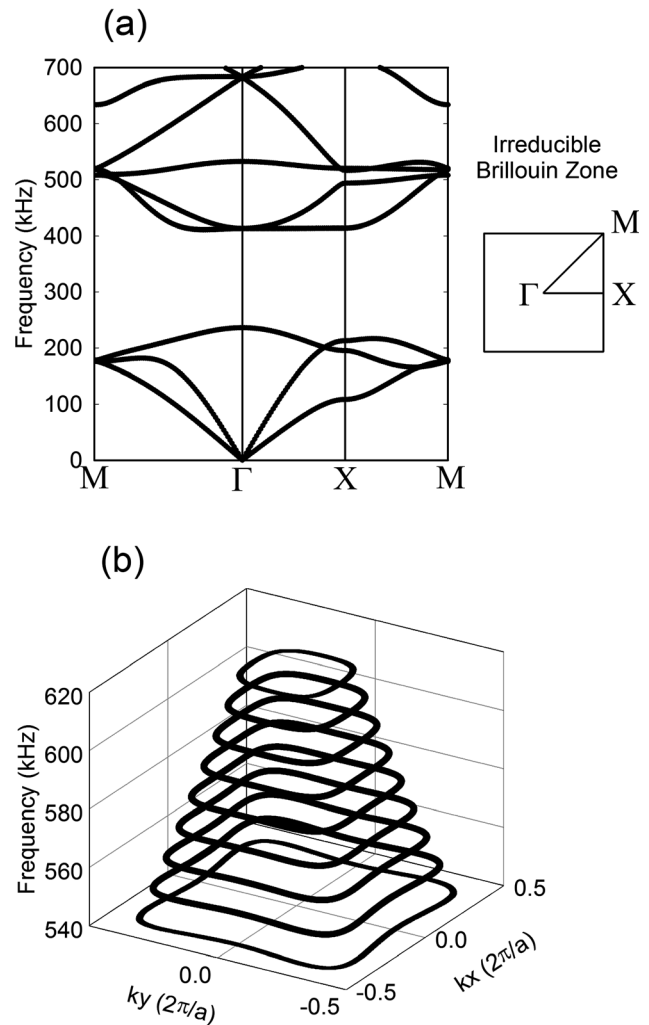 (a)
700
600
500
400
300
200
100
0
Frequency (kHz)
M Γ X M
Irreducible
Brillouin Zone
M
Γ X
(b)
620
600
580
560
540
Frequency (kHz)
0.0
-0.5
ky (2π/a)
-0.5
0.0
0.5
kx (2π/a)